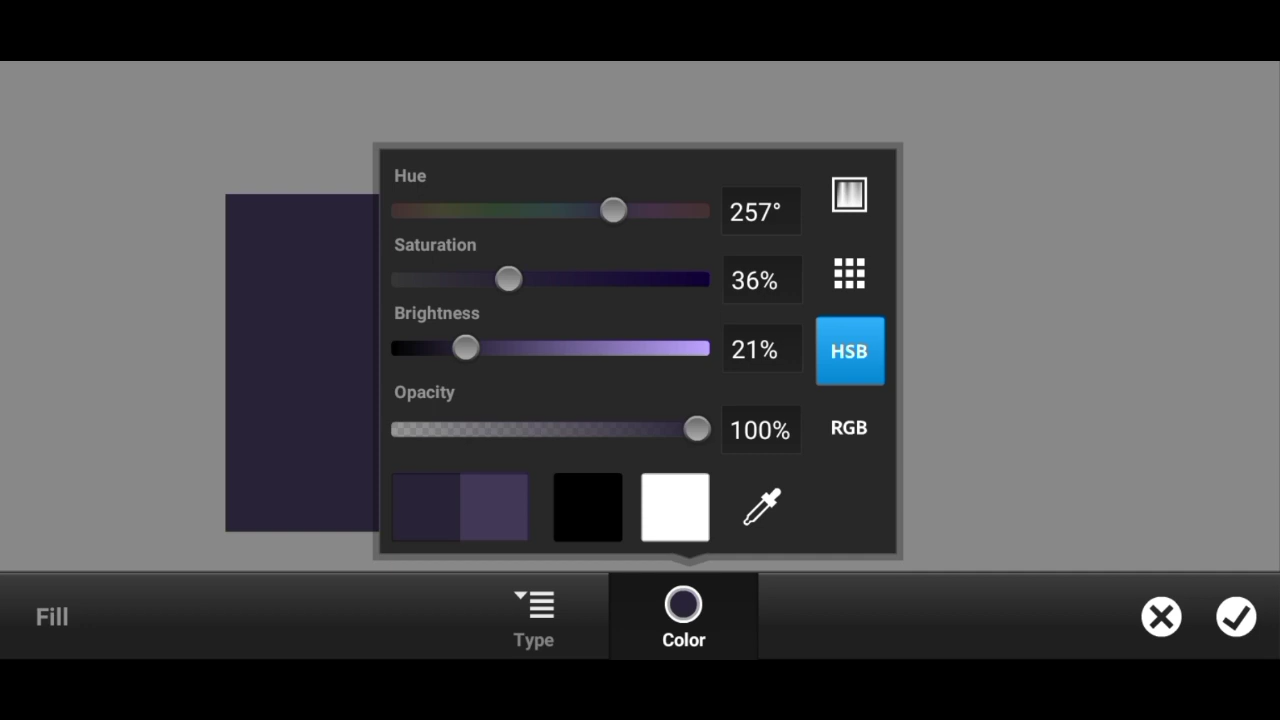 Hue
257°
Saturation
36%
Brightness
21%
HSB
Opacity
100%
RGB
Fill
Type
Color